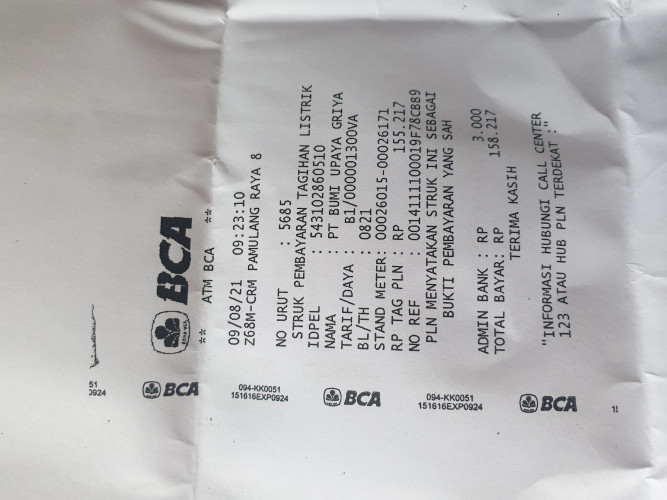 BCA
** ATM BCA **
09/08/21 09:23:10
Z68M-CRM PAMULANG RAYA 8
NO URUT : 5685
STRUK PEMBAYARAN TAGIHAN LISTRIK
IDPEL : 543102860510
NAMA : PT BUMI UPAYA GRIYA
TARIF/DAYA : B1/000001300VA
BL/TH : 0821
STAND METER: 00026015-00026171
RP TAG PLN : RP 155.217
NO REF : 0014111100019F78CBB9
PLN MENYATAKAN STRUK INI SEBAGAI
BUKTI PEMBAYARAN YANG SAH
ADMIN BANK : RP 3.000
TOTAL BAYAR: RP 158.217
TERIMA KASIH
"INFORMASI HUBUNGI CALL CENTER
123 ATAU HUB PLN TERDEKAT :"
51
0924
BCA
094-KK0051
151616EXP0924
BCA
094-KK0051
151616EXP0924
BCA